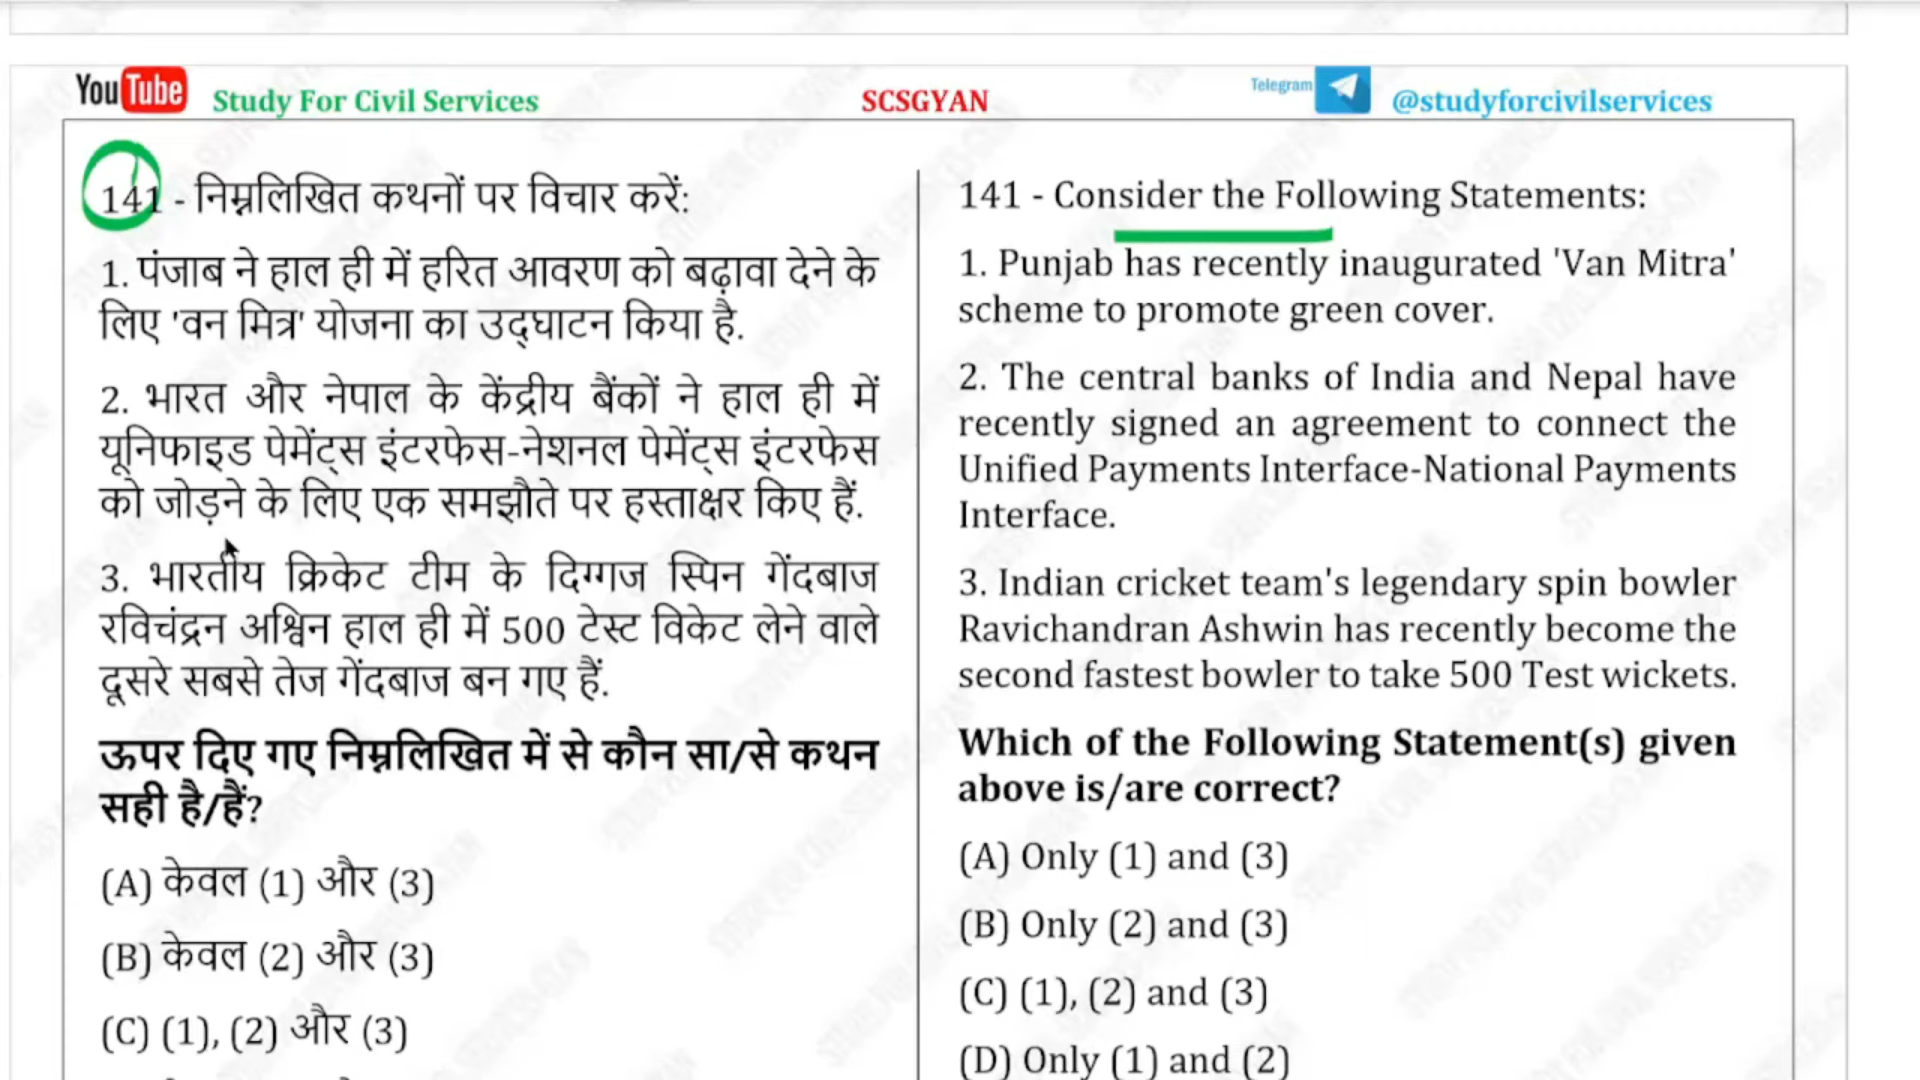 YouTube Study For Civil Services SCSGYAN Telegram @studyforcivilservices
141 - निम्नलिखित कथनों पर विचार करें:
1. पंजाब ने हाल ही में हरित आवरण को बढ़ावा देने के
लिए 'वन मित्र' योजना का उद्घाटन किया है.
2. भारत और नेपाल के केंद्रीय बैंकों ने हाल ही में
यूनिफाइड पेमेंट्स इंटरफेस-नेशनल पेमेंट्स इंटरफेस
को जोड़ने के लिए एक समझौते पर हस्ताक्षर किए हैं.
3. भारतीय क्रिकेट टीम के दिग्गज स्पिन गेंदबाज
रविचंद्रन अश्विन हाल ही में 500 टेस्ट विकेट लेने वाले
दूसरे सबसे तेज गेंदबाज बन गए हैं.
ऊपर दिए गए निम्नलिखित में से कौन सा/से कथन
सही है/हैं?
(A) केवल (1) और (3)
(B) केवल (2) और (3)
(C) (1), (2) और (3)
141 - Consider the Following Statements:
1. Punjab has recently inaugurated 'Van Mitra'
scheme to promote green cover.
2. The central banks of India and Nepal have
recently signed an agreement to connect the
Unified Payments Interface-National Payments
Interface.
3. Indian cricket team's legendary spin bowler
Ravichandran Ashwin has recently become the
second fastest bowler to take 500 Test wickets.
Which of the Following Statement(s) given
above is/are correct?
(A) Only (1) and (3)
(B) Only (2) and (3)
(C) (1), (2) and (3)
(D) Only (1) and (2)